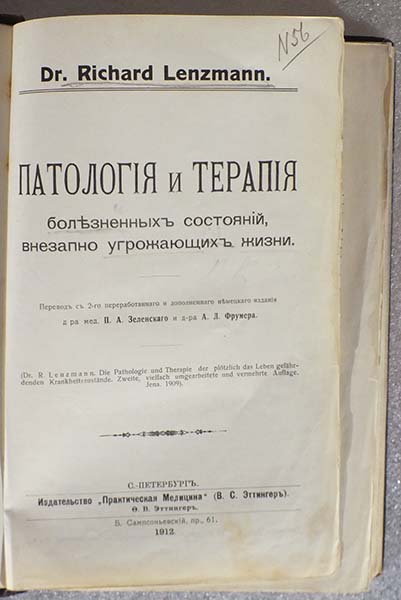 N56
Dr. Richard Lenzmann.
ПАТОЛОГІЯ и ТЕРАПІЯ
болѣзненныхъ состояній,
внезапно угрожающихъ жизни.
Переводъ съ 2-го переработаннаго и дополненнаго нѣмецкаго изданія
д-ра мед. П. А. Зеленскаго и д-ра А. Л. Фрумера.
(Dr. R. Lenzmann. Die Pathologie und Therapie der plötzlich das Leben gefähr-
denden Krankheitszustände. Zweite, vielfach umgearbeitete und vermehrte Auflage.
Jena. 1909).
С.-ПЕТЕРБУРГЪ.
Издательство „Практическая Медицина“ (В. С. Эттингеръ).
Ѳ. В. Эттингеръ.
Б. Сампсоньевскій, пр., 61.
1912.